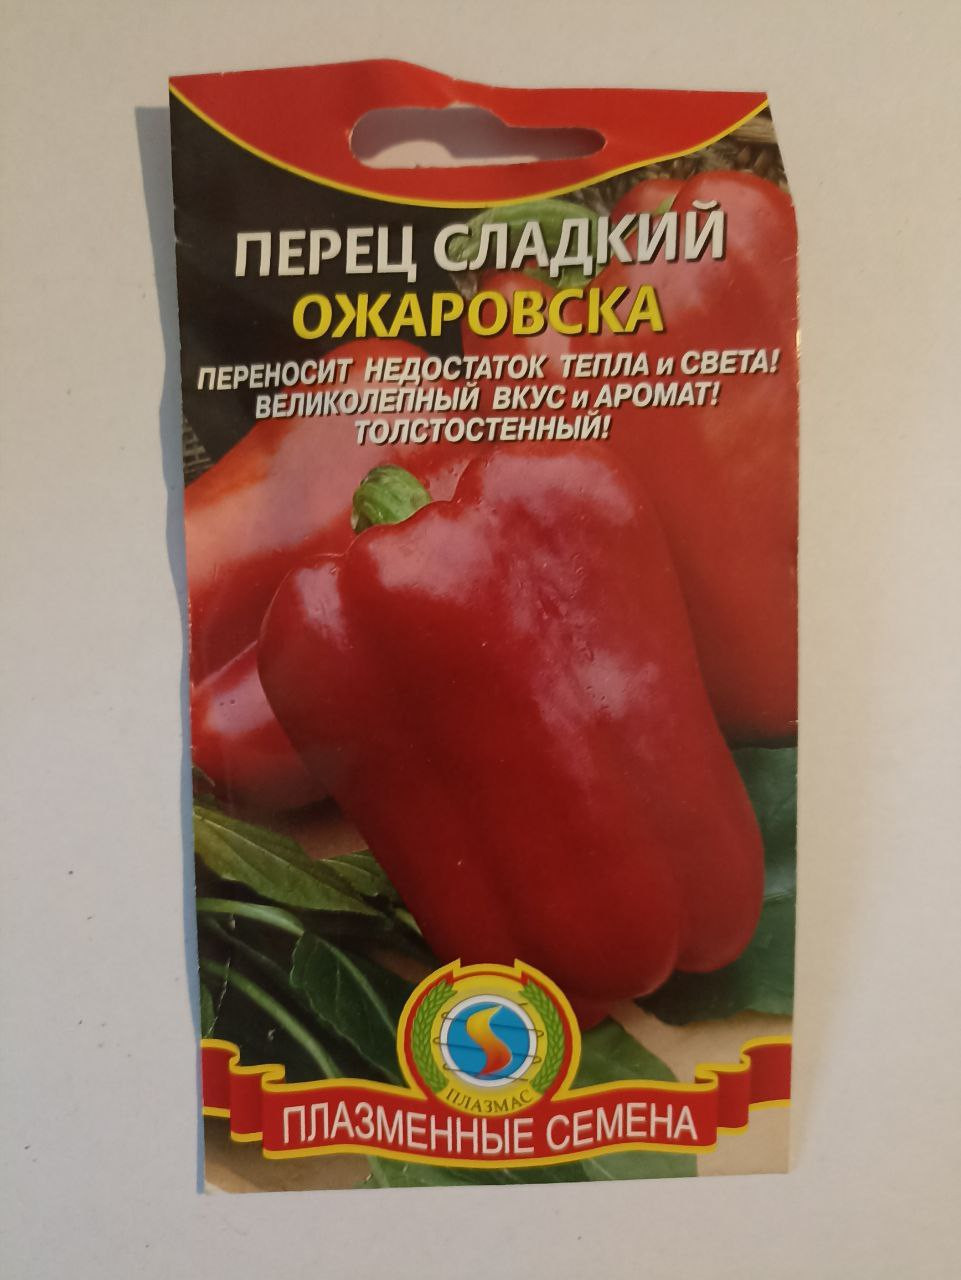 ПЕРЕЦ СЛАДКИЙ
ОЖАРОВСКА
ПЕРЕНОСИТ НЕДОСТАТОК ТЕПЛА и СВЕТА!
ВЕЛИКОЛЕПНЫЙ ВКУС и АРОМАТ!
ТОЛСТОСТЕННЫЙ!
ПЛАЗМАС
ПЛАЗМЕННЫЕ СЕМЕНА